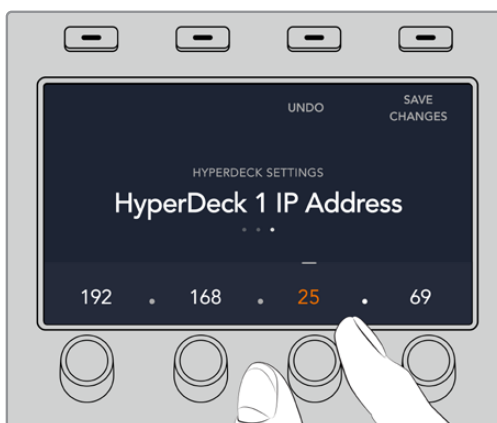 UNDO
SAVE
CHANGES
HYPERDECK SETTINGS
HyperDeck 1 IP Address
192 . 168 . 25 . 69